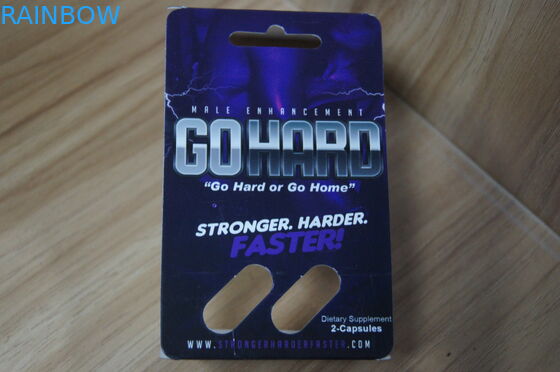 RAINBOW
MALE ENHANCEMENT
GO HARD
“Go Hard or Go Home”
STRONGER. HARDER.
FASTER!
Dietary Supplement
2-Capsules
WWW.STRONGERHARDERFASTER.COM